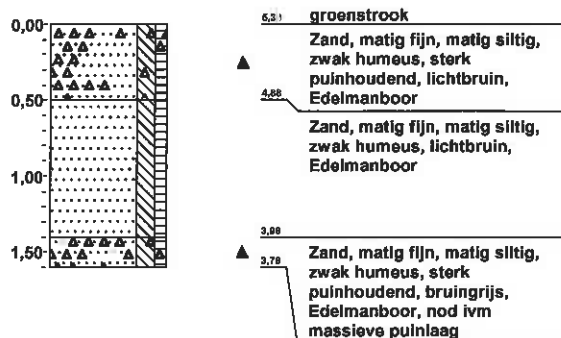 0,00
5,3
groenstrook
Zand, matig fijn, matig siltig,
zwak humeus, sterk
puinhoudend, lichtbruin,
Edelmanboor
0,50
4,88
Zand, matig fijn, matig siltig,
zwak humeus, lichtbruin,
Edelmanboor
1,00
3,98
1,50
3,78
Zand, matig fijn, matig siltig,
zwak humeus, sterk
puinhoudend, bruingrijs,
Edelmanboor, nod ivm
massieve puinlaag